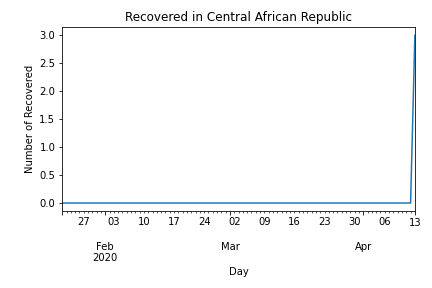 Recovered in Central African Republic
Number of Recovered
3.0
2.5
2.0
1.5
1.0
0.5
0.0
27 03 10 17 24 02 09 16 23 30 06 13
Feb Mar Apr
2020
Day